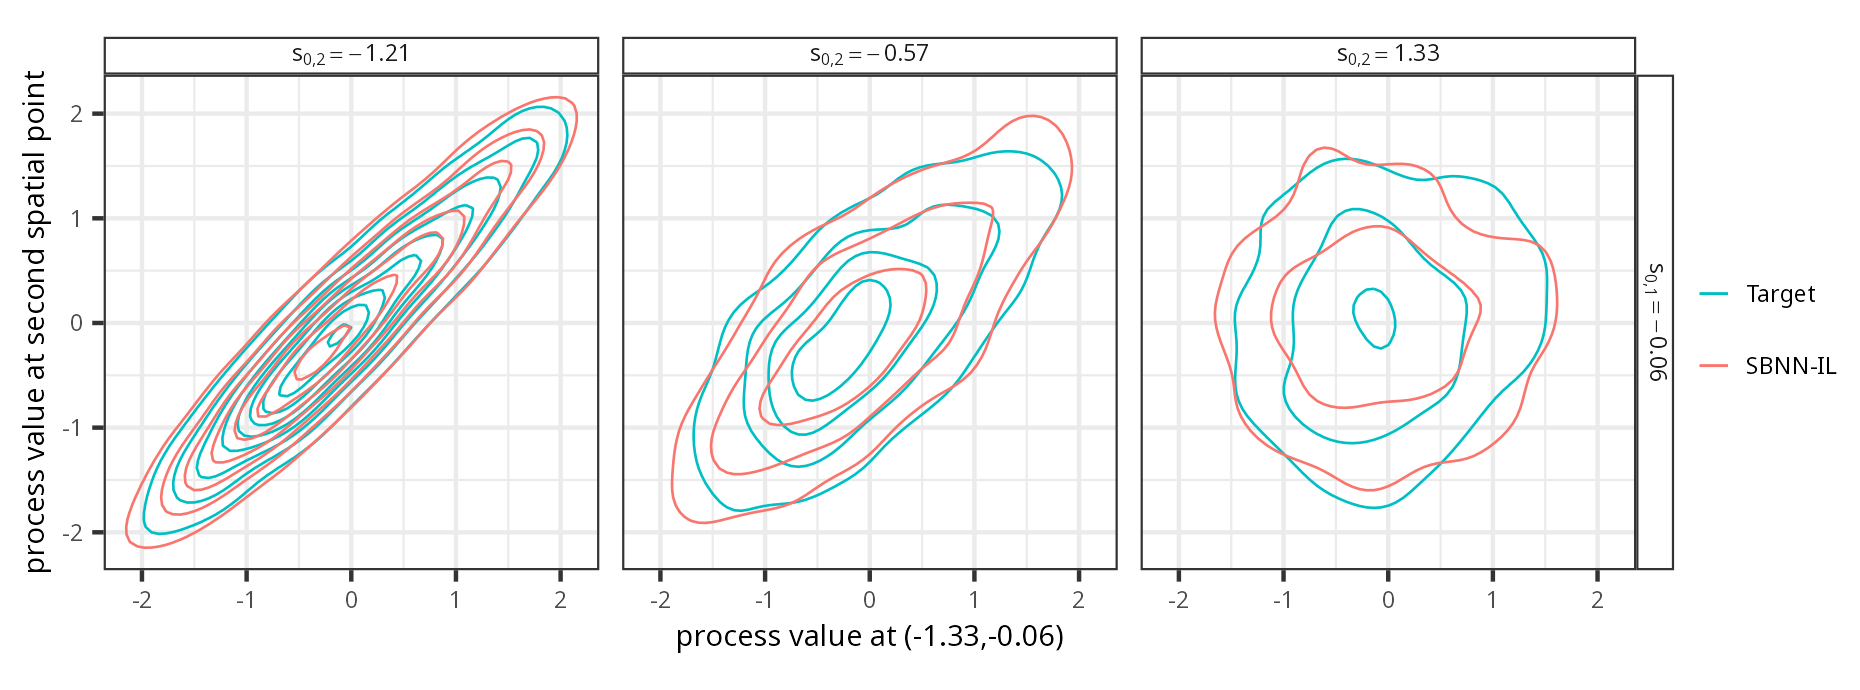 s0,2 = −1.21
s0,2 = −0.57
s0,2 = 1.33
process value at second spatial point
2
1
0
-1
-2
s0,1 = −0.06
Target
SBNN-IL
-2 -1 0 1 2
-2 -1 0 1 2
-2 -1 0 1 2
process value at (-1.33,-0.06)